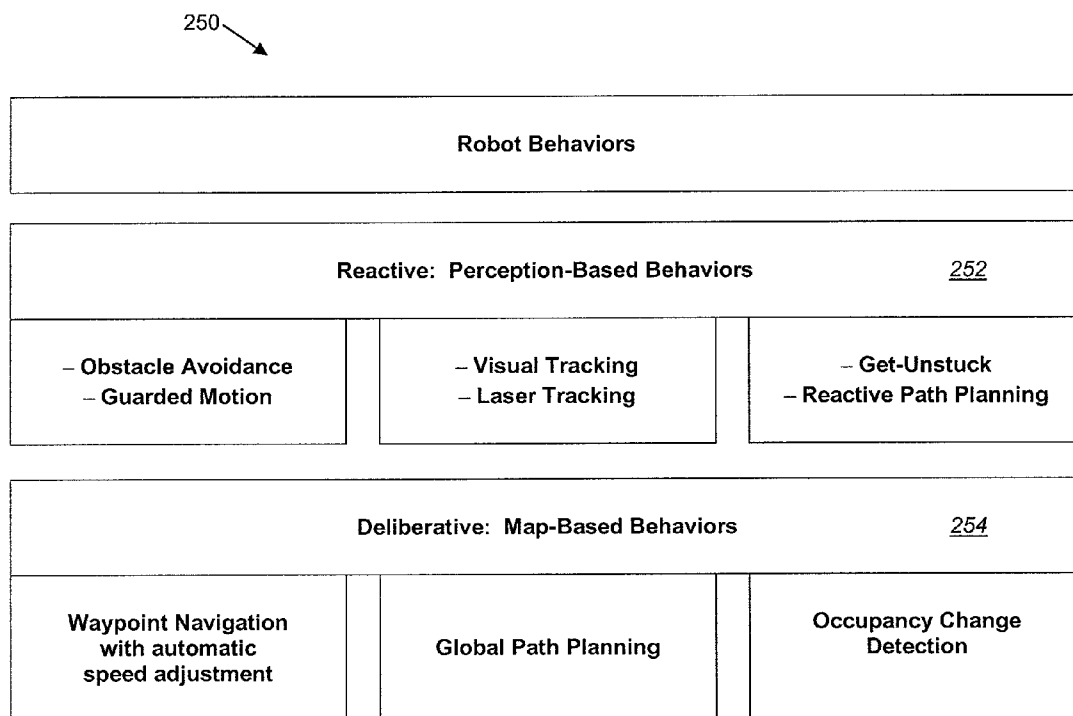 250
Robot Behaviors
Reactive: Perception-Based Behaviors 252
– Obstacle Avoidance
– Guarded Motion
– Visual Tracking
– Laser Tracking
– Get-Unstuck
– Reactive Path Planning
Deliberative: Map-Based Behaviors 254
Waypoint Navigation
with automatic
speed adjustment
Global Path Planning
Occupancy Change
Detection